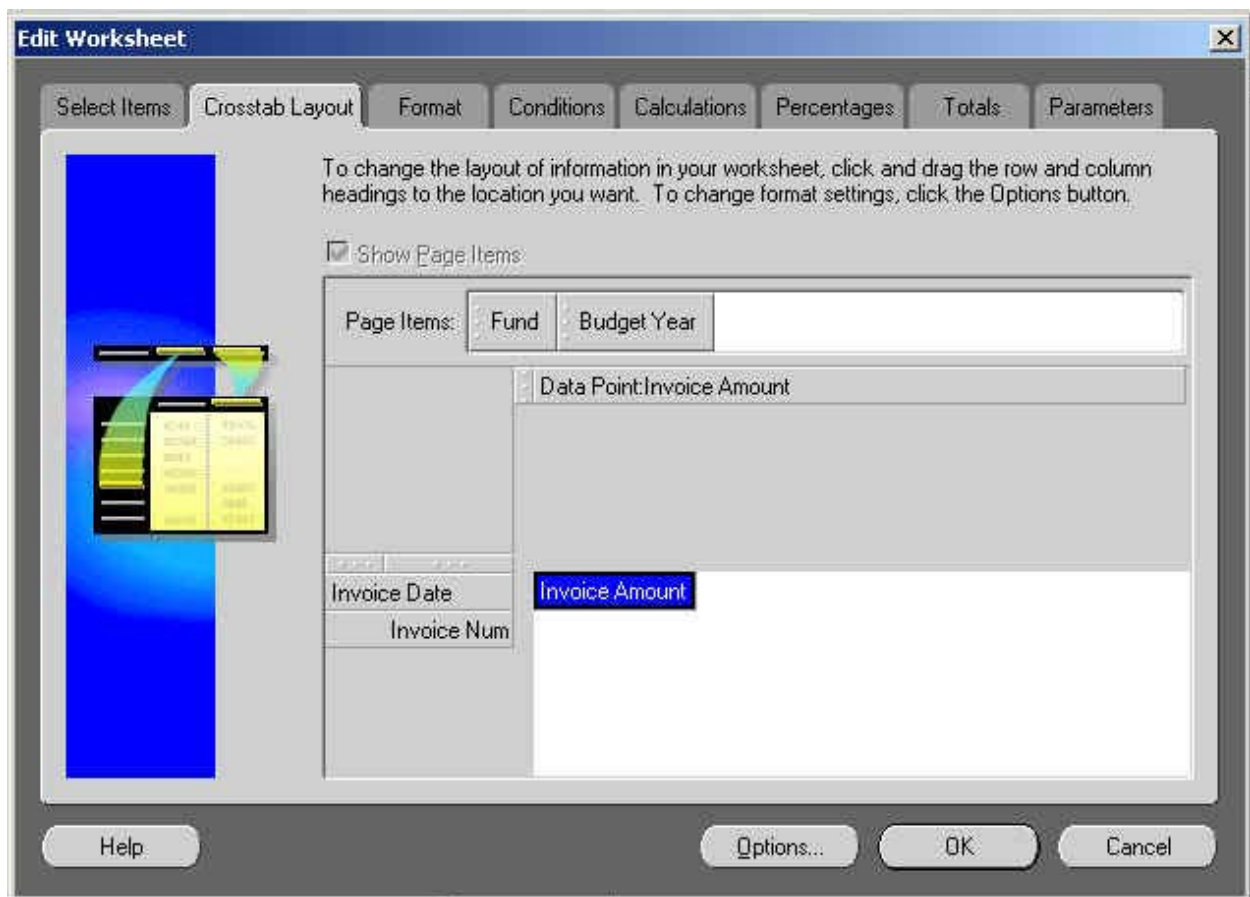 Edit Worksheet
Select Items Crosstab Layout Format Conditions Calculations Percentages Totals Parameters
To change the layout of information in your worksheet, click and drag the row and column
headings to the location you want. To change format settings, click the Options button.
Show Page Items
Page Items: Fund Budget Year
Data Point:Invoice Amount
Invoice Date Invoice Amount
Invoice Num
Help Options... OK Cancel